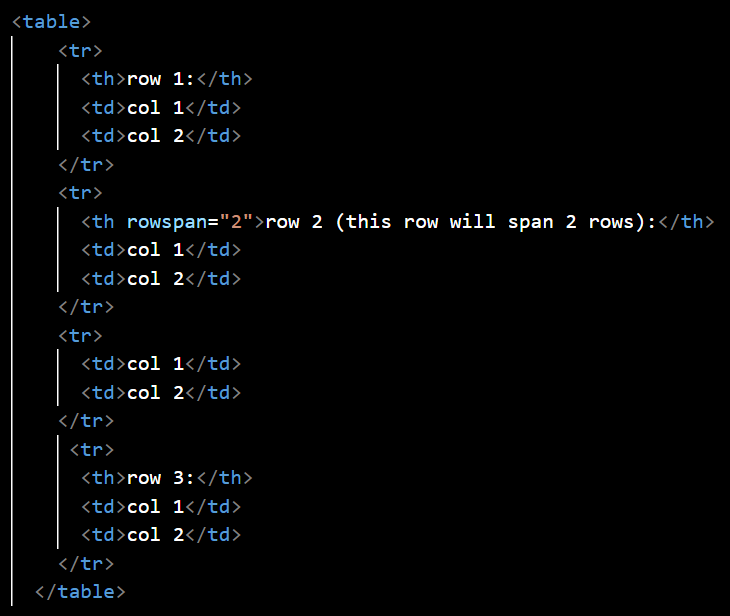 <table>
<tr>
<th>row 1:</th>
<td>col 1</td>
<td>col 2</td>
</tr>
<tr>
<th rowspan="2">row 2 (this row will span 2 rows):</th>
<td>col 1</td>
<td>col 2</td>
</tr>
<tr>
<td>col 1</td>
<td>col 2</td>
</tr>
<tr>
<th>row 3:</th>
<td>col 1</td>
<td>col 2</td>
</tr>
</table>